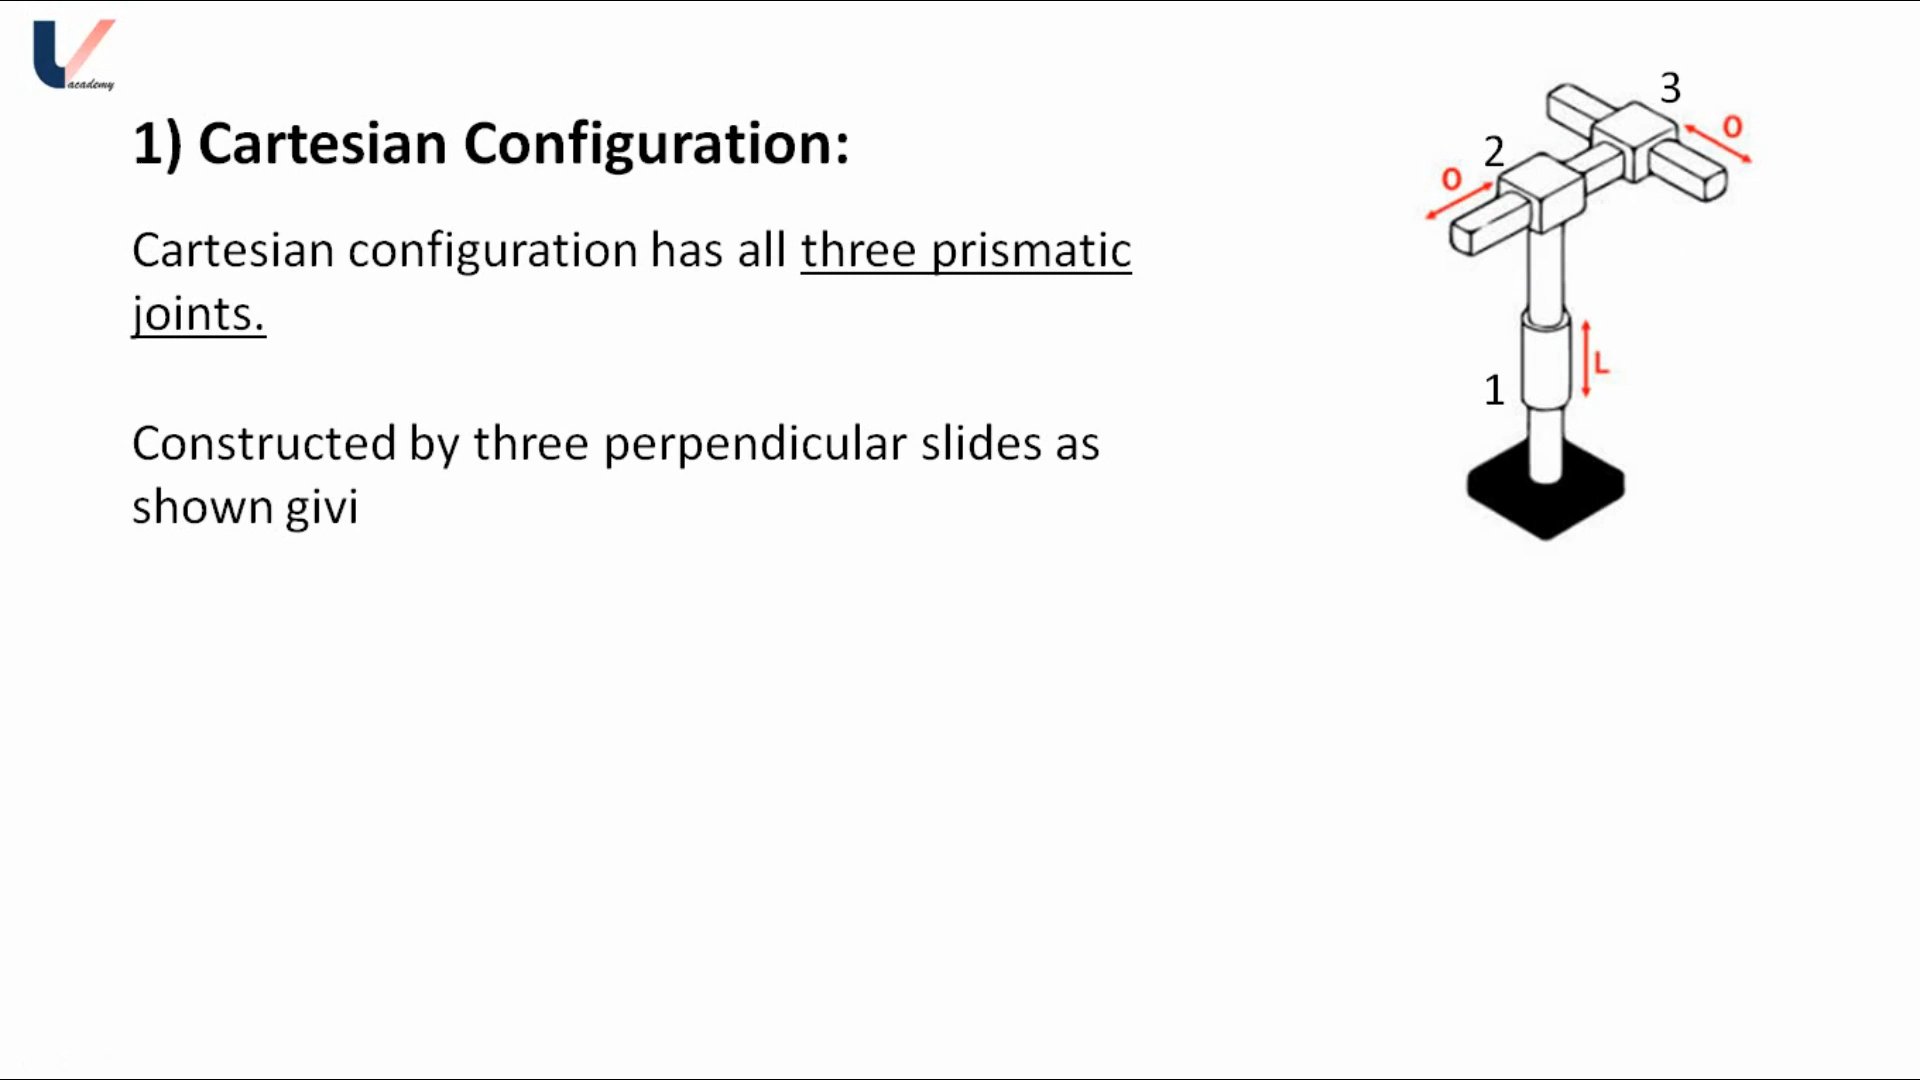 academy
1) Cartesian Configuration:
Cartesian configuration has all three prismatic
joints.
Constructed by three perpendicular slides as
shown givi
3
O
2
O
L
1